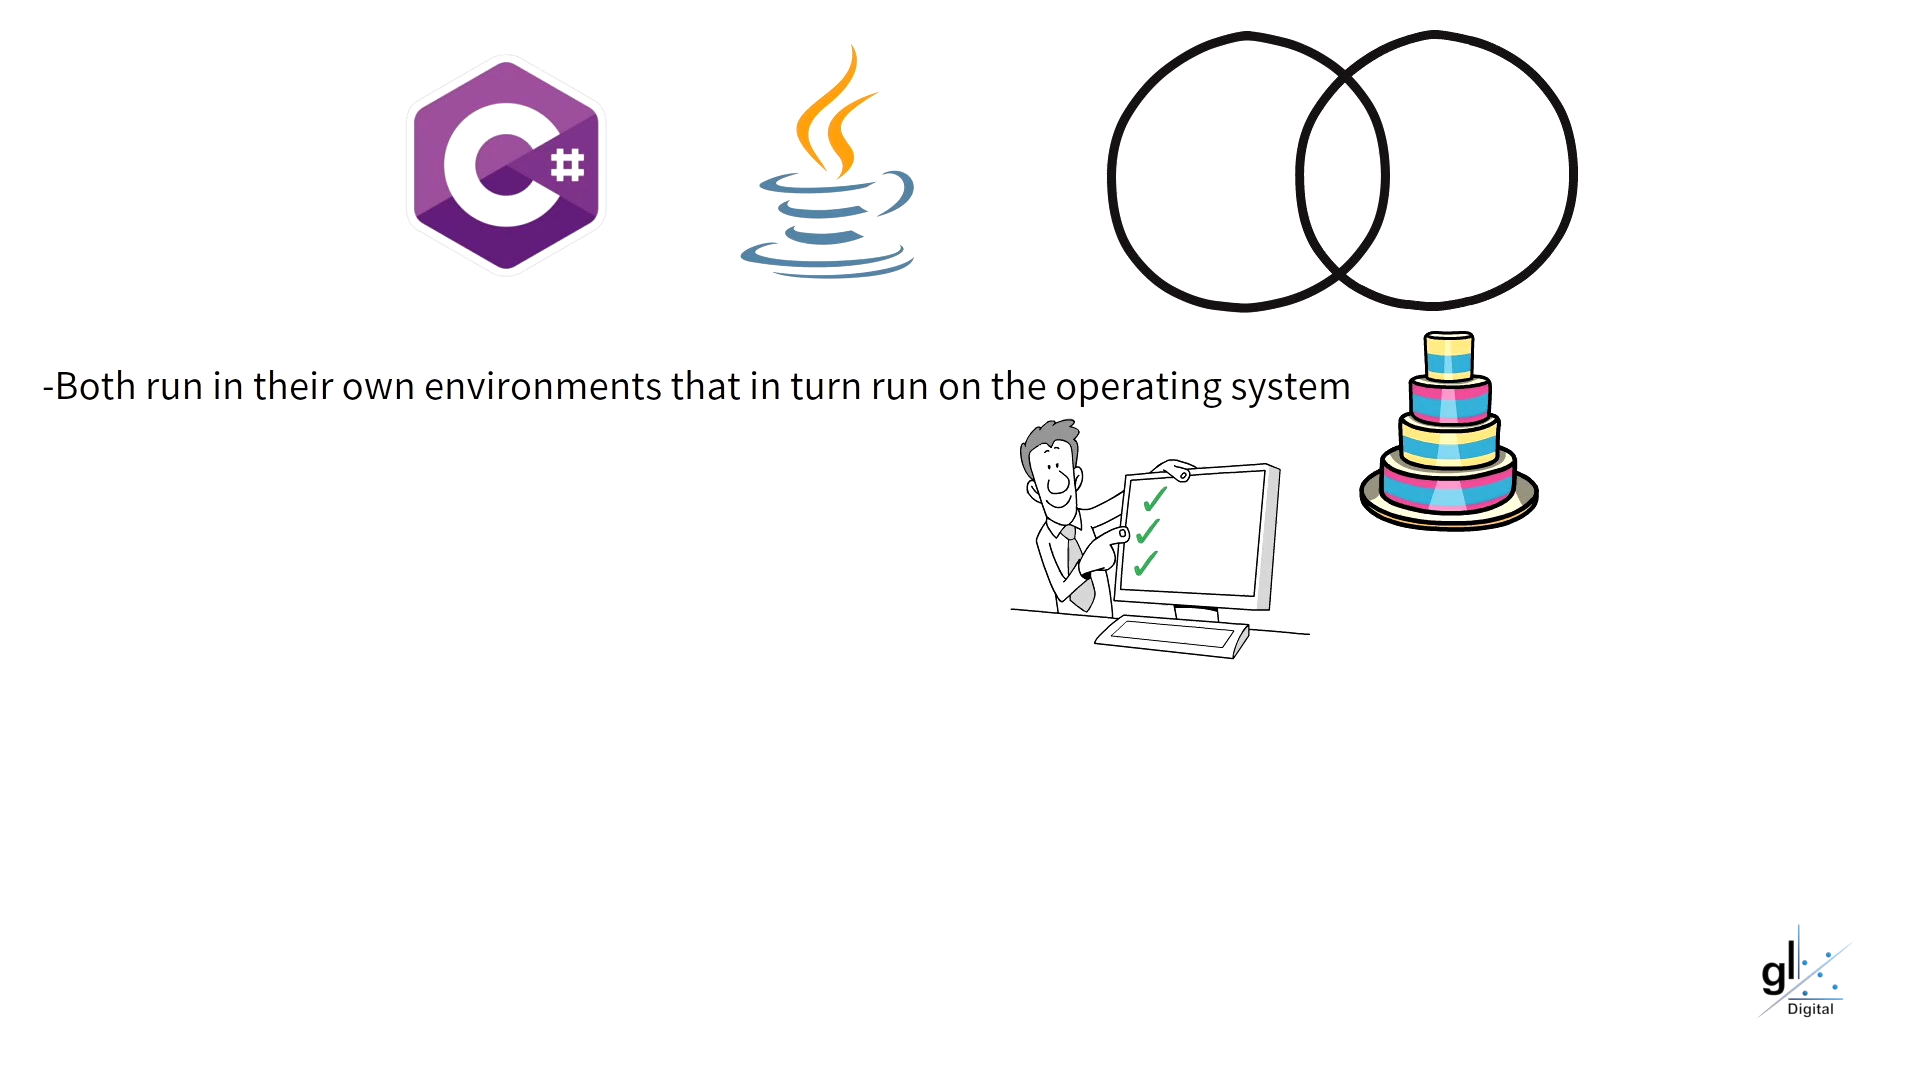 C#
-Both run in their own environments that in turn run on the operating system
gl
Digital